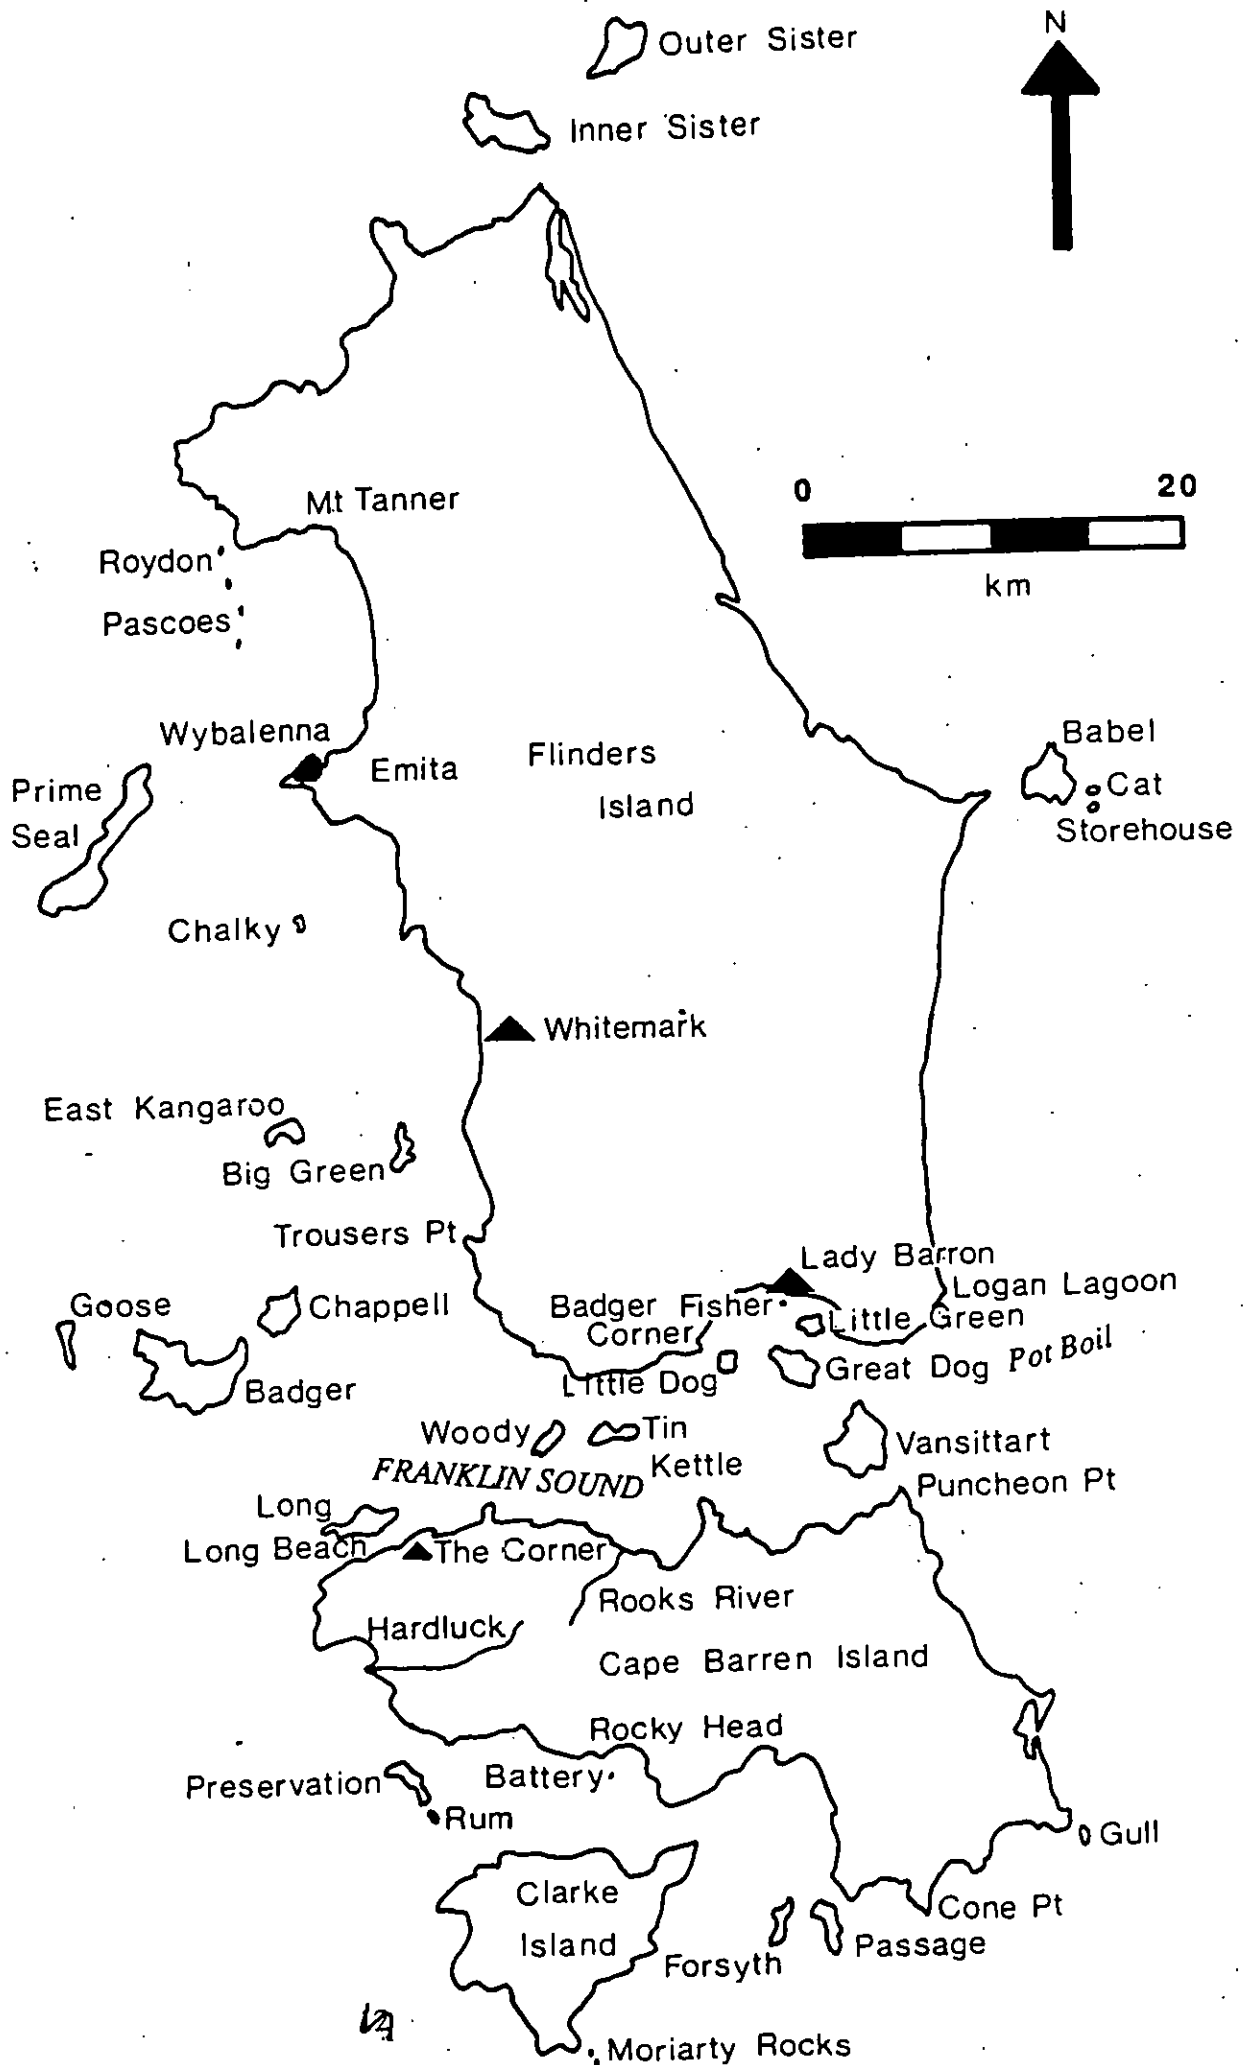 N
Outer Sister
Inner Sister
0 20
km
Mt Tanner
Roydon
Pascoes
Wybalenna
Emita
Flinders
Island
Babel
Cat
Storehouse
Prime
Seal
Chalky
Whitemark
East Kangaroo
Big Green
Trousers Pt
Lady Barron
Logan Lagoon
Goose
Chappell
Badger Fisher
Corner
Little Green
Great Dog
Pot Boil
Badger
Little Dog
Woody
Tin
Kettle
Vansittart
FRANKLIN SOUND
Puncheon Pt
Long
Long Beach
The Corner
Rooks River
Hardluck
Cape Barren Island
Rocky Head
Preservation
Battery
Rum
Gull
Clarke
Island
Cone Pt
Passage
Forsyth
Moriarty Rocks